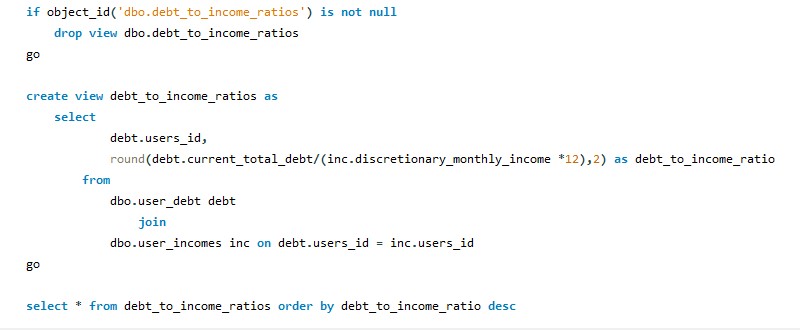 if object_id('dbo.debt_to_income_ratios') is not null
drop view dbo.debt_to_income_ratios
go
create view debt_to_income_ratios as
select
debt.users_id,
round(debt.current_total_debt/(inc.discretionary_monthly_income *12),2) as debt_to_income_ratio
from
dbo.user_debt debt
join
dbo.user_incomes inc on debt.users_id = inc.users_id
go
select * from debt_to_income_ratios order by debt_to_income_ratio desc